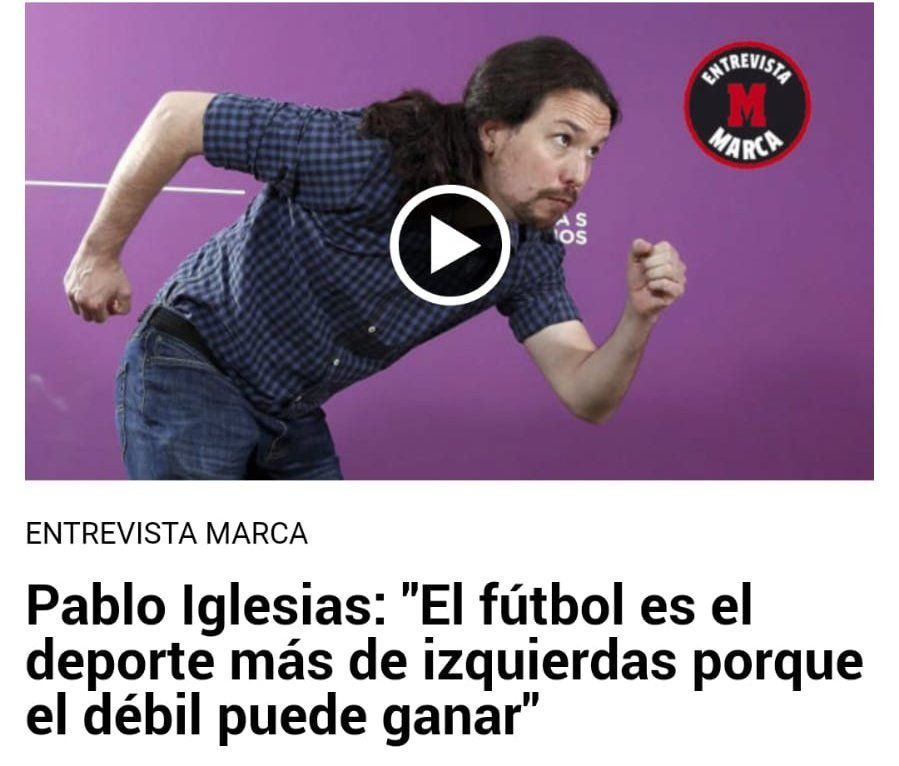 ENTREVISTA
M
MARCA
A S
OS
ENTREVISTA MARCA
Pablo Iglesias: "El fútbol es el
deporte más de izquierdas porque
el débil puede ganar"